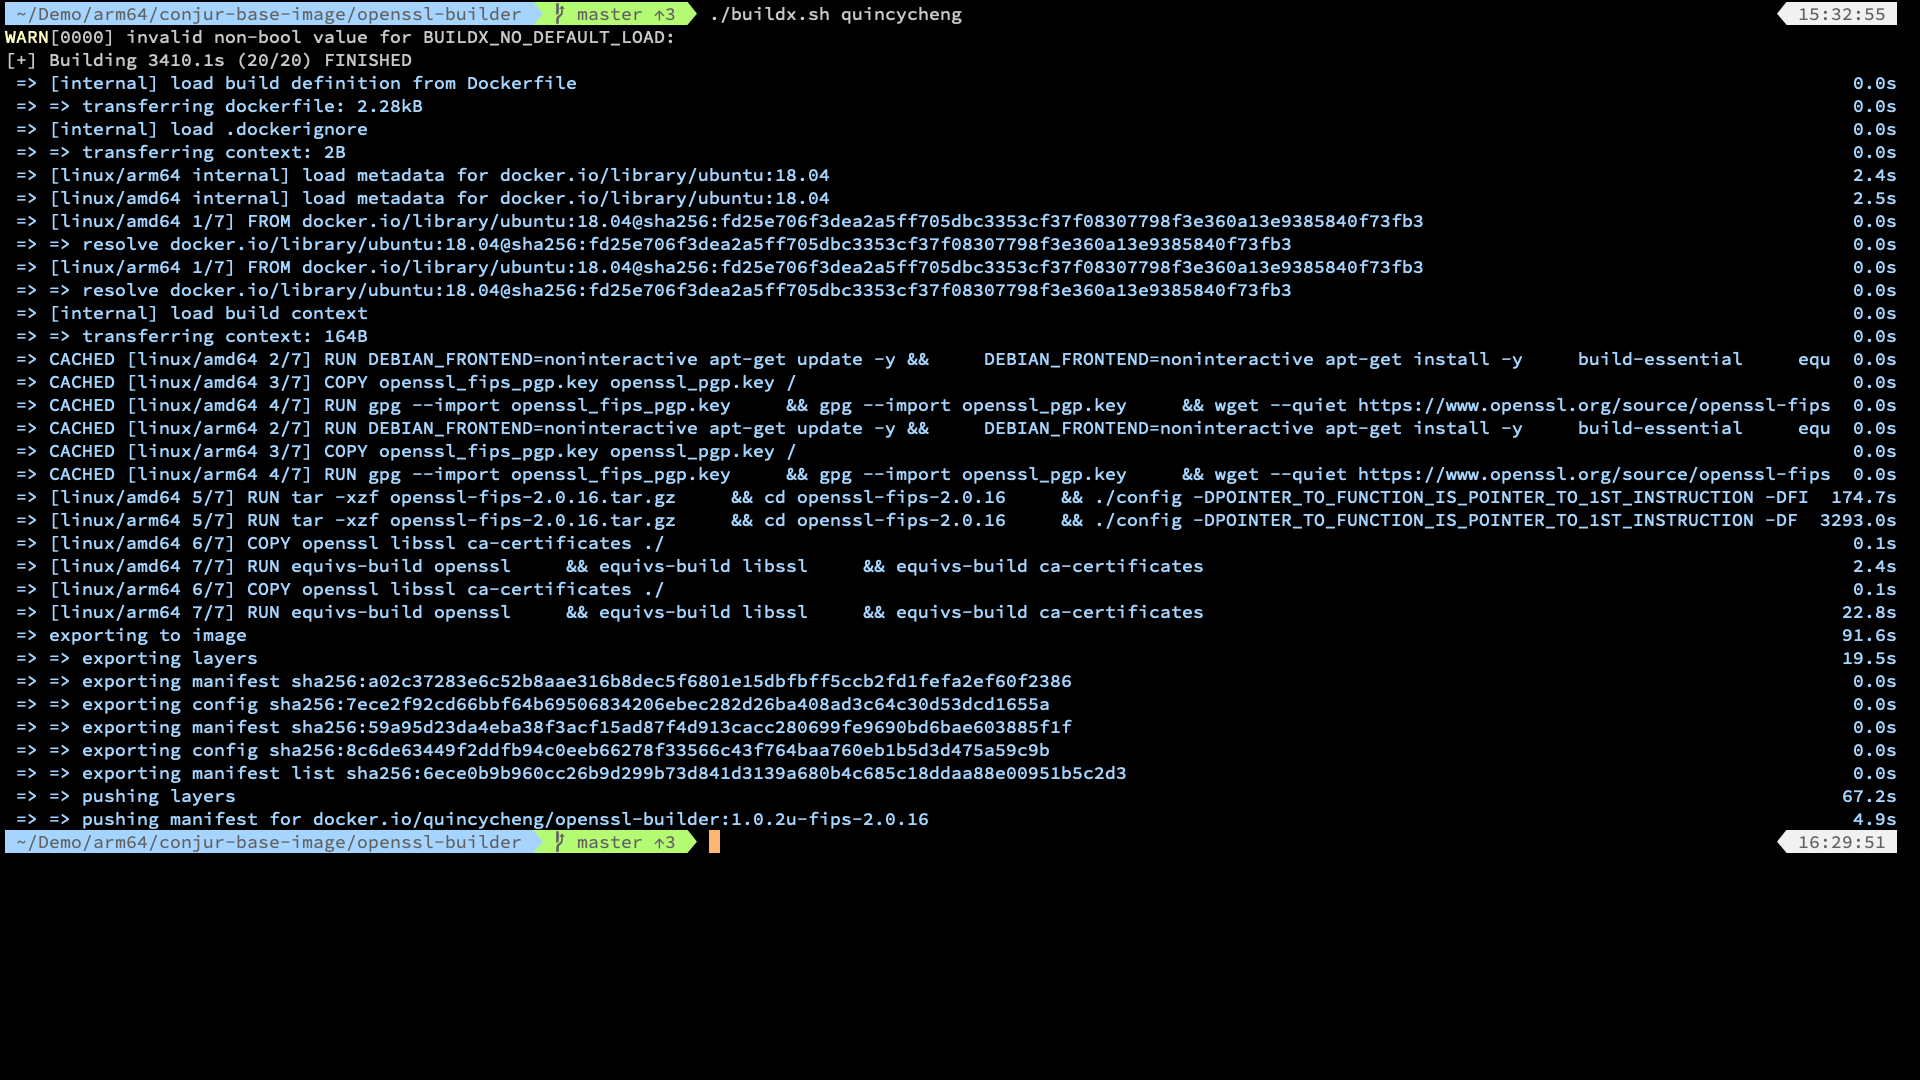 ~/Demo/arm64/conjur-base-image/openssl-builder master ↑3 ./buildx.sh quincycheng 15:32:55
WARN[0000] invalid non-bool value for BUILDX_NO_DEFAULT_LOAD:
[+] Building 3410.1s (20/20) FINISHED
=> [internal] load build definition from Dockerfile 0.0s
=> => transferring dockerfile: 2.28kB 0.0s
=> [internal] load .dockerignore 0.0s
=> => transferring context: 2B 0.0s
=> [linux/arm64 internal] load metadata for docker.io/library/ubuntu:18.04 2.4s
=> [linux/amd64 internal] load metadata for docker.io/library/ubuntu:18.04 2.5s
=> [linux/amd64 1/7] FROM docker.io/library/ubuntu:18.04@sha256:fd25e706f3dea2a5ff705dbc3353cf37f08307798f3e360a13e9385840f73fb3 0.0s
=> => resolve docker.io/library/ubuntu:18.04@sha256:fd25e706f3dea2a5ff705dbc3353cf37f08307798f3e360a13e9385840f73fb3 0.0s
=> [linux/arm64 1/7] FROM docker.io/library/ubuntu:18.04@sha256:fd25e706f3dea2a5ff705dbc3353cf37f08307798f3e360a13e9385840f73fb3 0.0s
=> => resolve docker.io/library/ubuntu:18.04@sha256:fd25e706f3dea2a5ff705dbc3353cf37f08307798f3e360a13e9385840f73fb3 0.0s
=> [internal] load build context 0.0s
=> => transferring context: 164B 0.0s
=> CACHED [linux/amd64 2/7] RUN DEBIAN_FRONTEND=noninteractive apt-get update -y && DEBIAN_FRONTEND=noninteractive apt-get install -y build-essential equ 0.0s
=> CACHED [linux/amd64 3/7] COPY openssl_fips_pgp.key openssl_pgp.key / 0.0s
=> CACHED [linux/amd64 4/7] RUN gpg --import openssl_fips_pgp.key && gpg --import openssl_pgp.key && wget --quiet https://www.openssl.org/source/openssl-fips 0.0s
=> CACHED [linux/arm64 2/7] RUN DEBIAN_FRONTEND=noninteractive apt-get update -y && DEBIAN_FRONTEND=noninteractive apt-get install -y build-essential equ 0.0s
=> CACHED [linux/arm64 3/7] COPY openssl_fips_pgp.key openssl_pgp.key / 0.0s
=> CACHED [linux/arm64 4/7] RUN gpg --import openssl_fips_pgp.key && gpg --import openssl_pgp.key && wget --quiet https://www.openssl.org/source/openssl-fips 0.0s
=> [linux/amd64 5/7] RUN tar -xzf openssl-fips-2.0.16.tar.gz && cd openssl-fips-2.0.16 && ./config -DPOINTER_TO_FUNCTION_IS_POINTER_TO_1ST_INSTRUCTION -DFI 174.7s
=> [linux/arm64 5/7] RUN tar -xzf openssl-fips-2.0.16.tar.gz && cd openssl-fips-2.0.16 && ./config -DPOINTER_TO_FUNCTION_IS_POINTER_TO_1ST_INSTRUCTION -DF 3293.0s
=> [linux/amd64 6/7] COPY openssl libssl ca-certificates ./ 0.1s
=> [linux/amd64 7/7] RUN equivs-build openssl && equivs-build libssl && equivs-build ca-certificates 2.4s
=> [linux/arm64 6/7] COPY openssl libssl ca-certificates ./ 0.1s
=> [linux/arm64 7/7] RUN equivs-build openssl && equivs-build libssl && equivs-build ca-certificates 22.8s
=> exporting to image 91.6s
=> => exporting layers 19.5s
=> => exporting manifest sha256:a02c37283e6c52b8aae316b8dec5f6801e15dbfbff5ccb2fd1fefa2ef60f2386 0.0s
=> => exporting config sha256:7ece2f92cd66bbf64b69506834206ebec282d26ba408ad3c64c30d53dcd1655a 0.0s
=> => exporting manifest sha256:59a95d23da4eba38f3acf15ad87f4d913cacc280699fe9690bd6bae603885f1f 0.0s
=> => exporting config sha256:8c6de63449f2ddfb94c0eeb66278f33566c43f764baa760eb1b5d3d475a59c9b 0.0s
=> => exporting manifest list sha256:6ece0b9b960cc26b9d299b73d841d3139a680b4c685c18ddaa88e00951b5c2d3 0.0s
=> => pushing layers 67.2s
=> => pushing manifest for docker.io/quincycheng/openssl-builder:1.0.2u-fips-2.0.16 4.9s
~/Demo/arm64/conjur-base-image/openssl-builder master ↑3 16:29:51